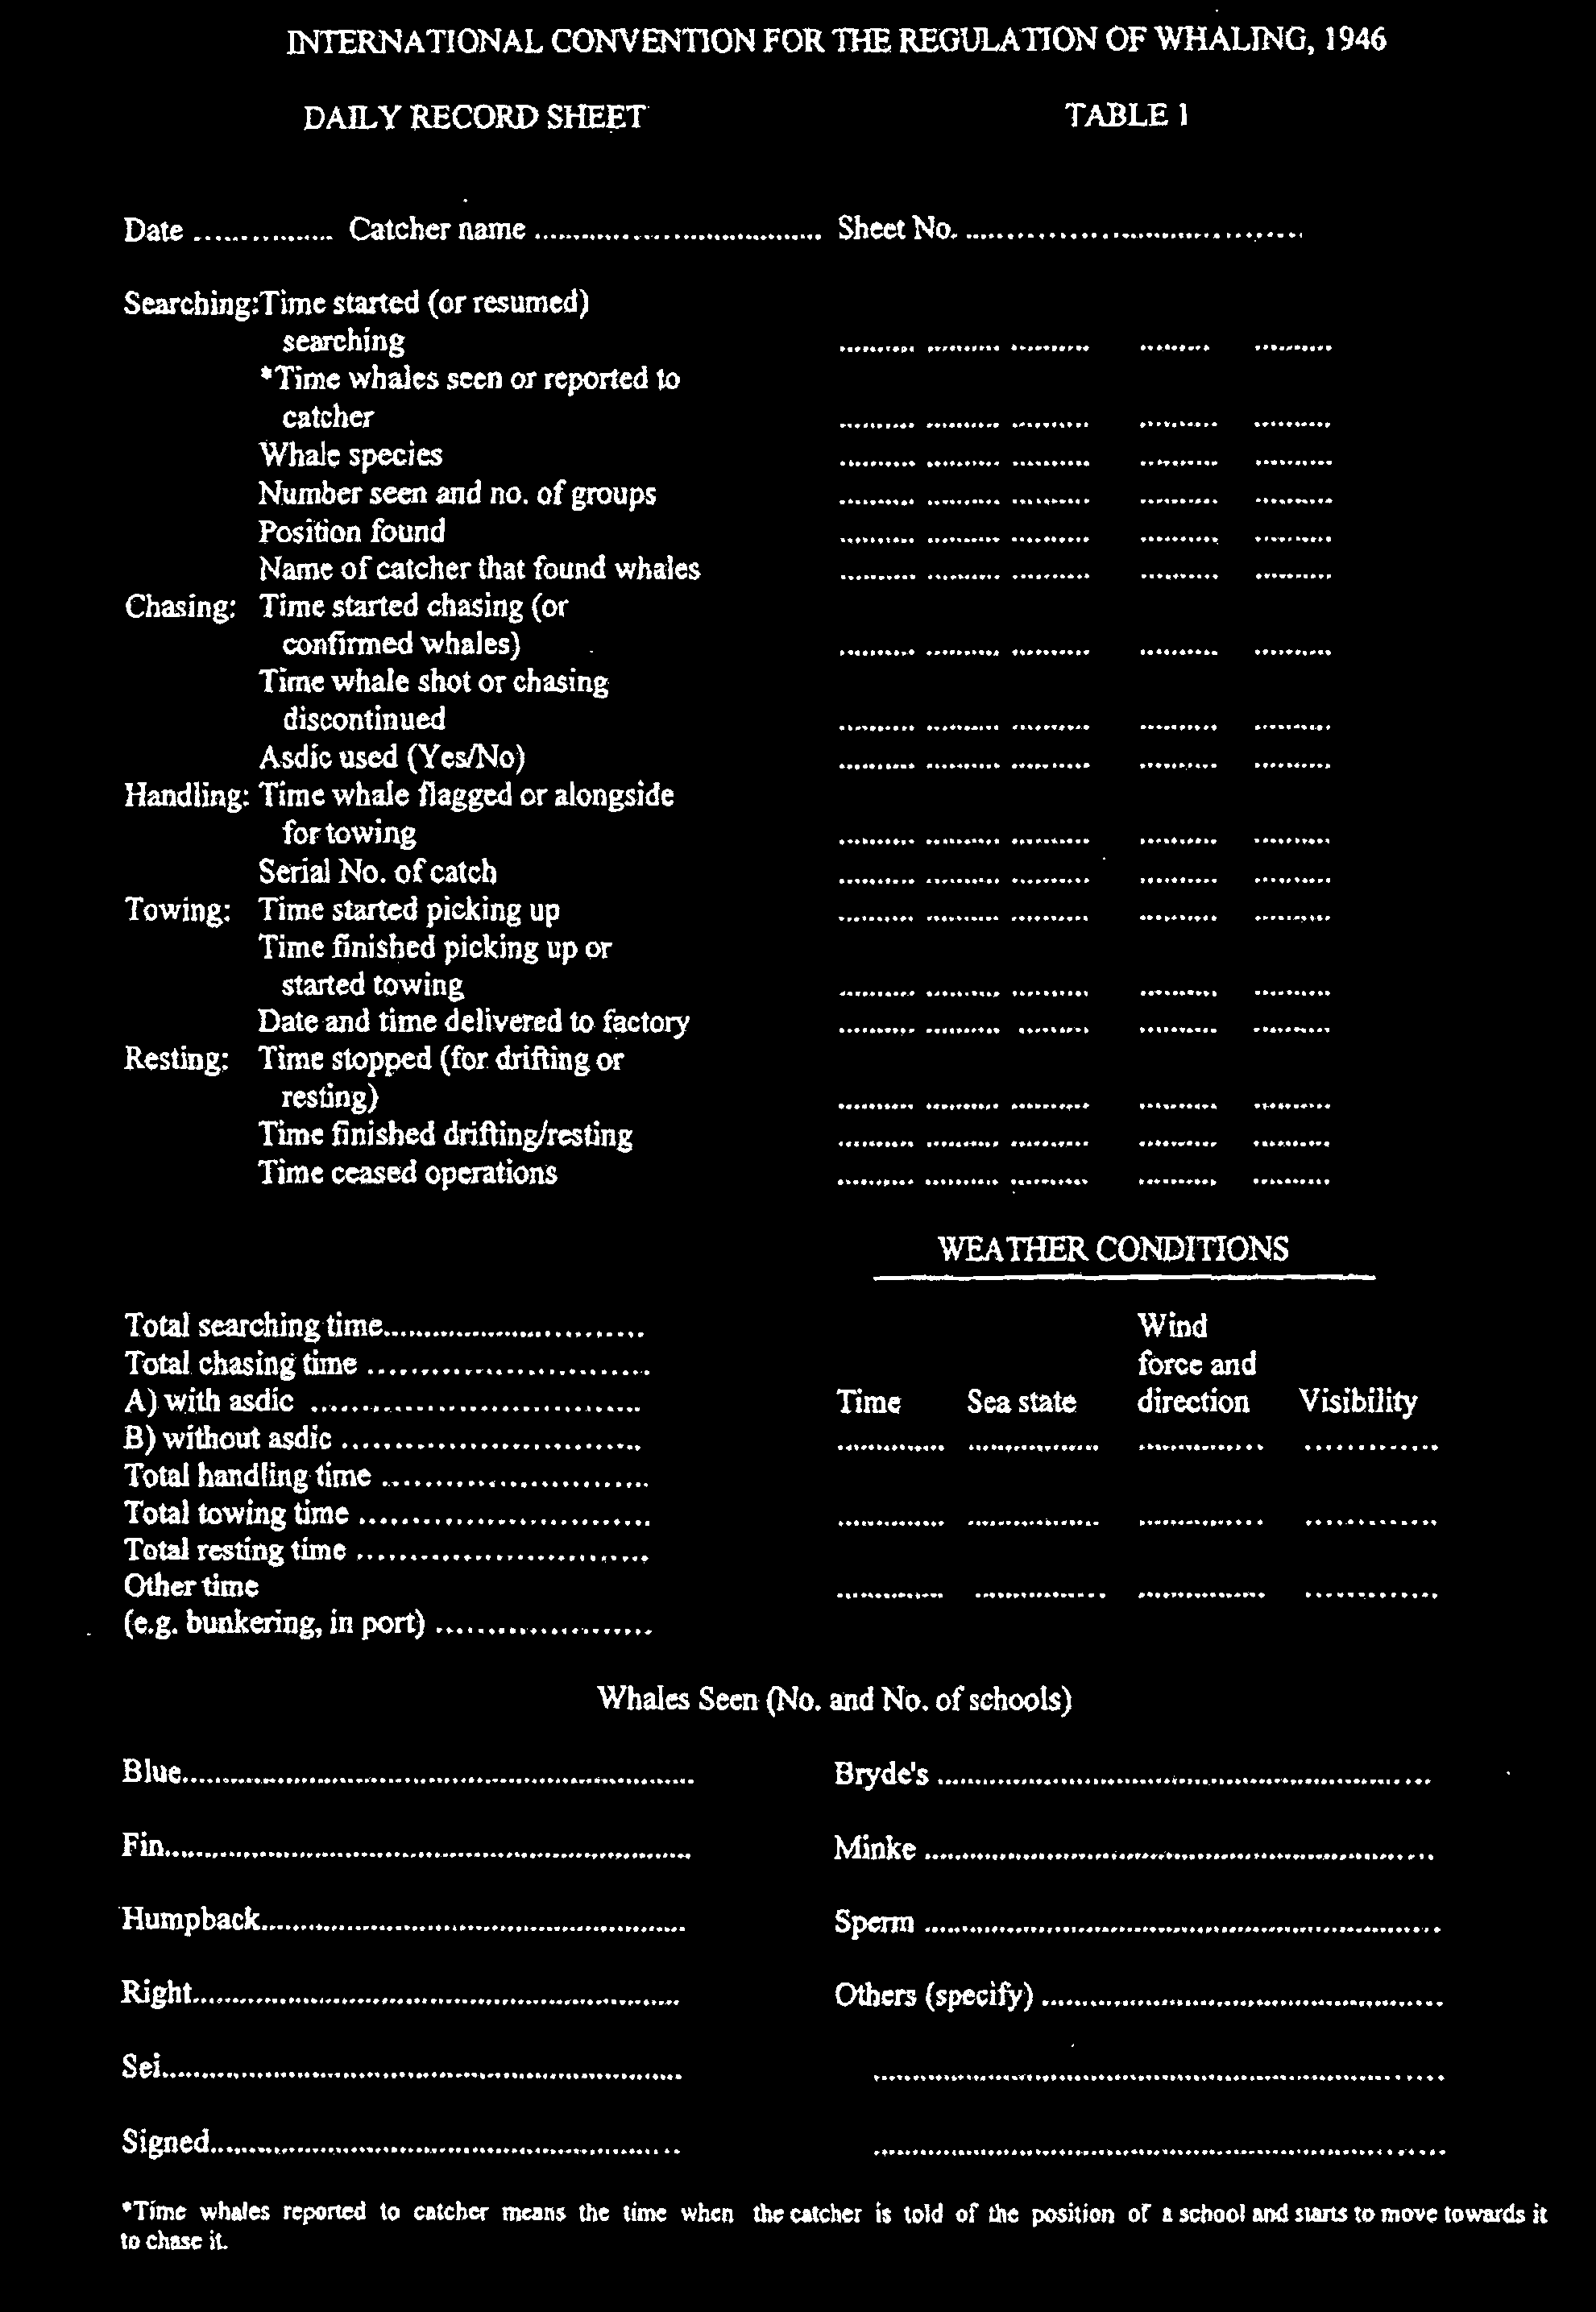 INTERNATIONAL CONVENTION FOR THE REGULATION OF WHALING, 1946
DAILY RECORD SHEET TABLE 1
Date ............... Catcher name .............................. Sheet No. ....................................
Searching:Time started (or resumed)
searching ......... ......... ......... ......... .........
*Time whales seen or reported to
catcher ......... ......... ......... ......... .........
Whale species ......... ......... ......... ......... .........
Number seen and no. of groups ......... ......... ......... ......... .........
Position found ......... ......... ......... ......... .........
Name of catcher that found whales ......... ......... ......... ......... .........
Chasing: Time started chasing (or
confirmed whales) ......... ......... ......... ......... .........
Time whale shot or chasing
discontinued ......... ......... ......... ......... .........
Asdic used (Yes/No) ......... ......... ......... ......... .........
Handling: Time whale flagged or alongside
for towing ......... ......... ......... ......... .........
Serial No. of catch ......... ......... ......... ......... .........
Towing: Time started picking up ......... ......... ......... ......... .........
Time finished picking up or
started towing ......... ......... ......... ......... .........
Date and time delivered to factory ......... ......... ......... ......... .........
Resting: Time stopped (for drifting or
resting) ......... ......... ......... ......... .........
Time finished drifting/resting ......... ......... ......... ......... .........
Time ceased operations ......... ......... ......... ......... .........
WEATHER CONDITIONS
Total searching time............................ Wind
Total chasing time ............................ force and
A) with asdic ................................ Time Sea state direction Visibility
B) without asdic ............................. ............. ............. ............. .............
Total handling time ..........................
Total towing time ............................ ............. ............. ............. .............
Total resting time ............................
Other time ............. ............. ............. .............
(e.g. bunkering, in port) ......................
Whales Seen (No. and No. of schools)
Blue............................................................ Bryde's ............................................................
Fin............................................................ Minke ............................................................
Humpback.................................................. Sperm ............................................................
Right.......................................................... Others (specify) ..............................................
Sei............................................................ ..................................................................
Signed........................................................ ..................................................................
*Time whales reported to catcher means the time when the catcher is told of the position of a school and starts to move towards it
to chase it.